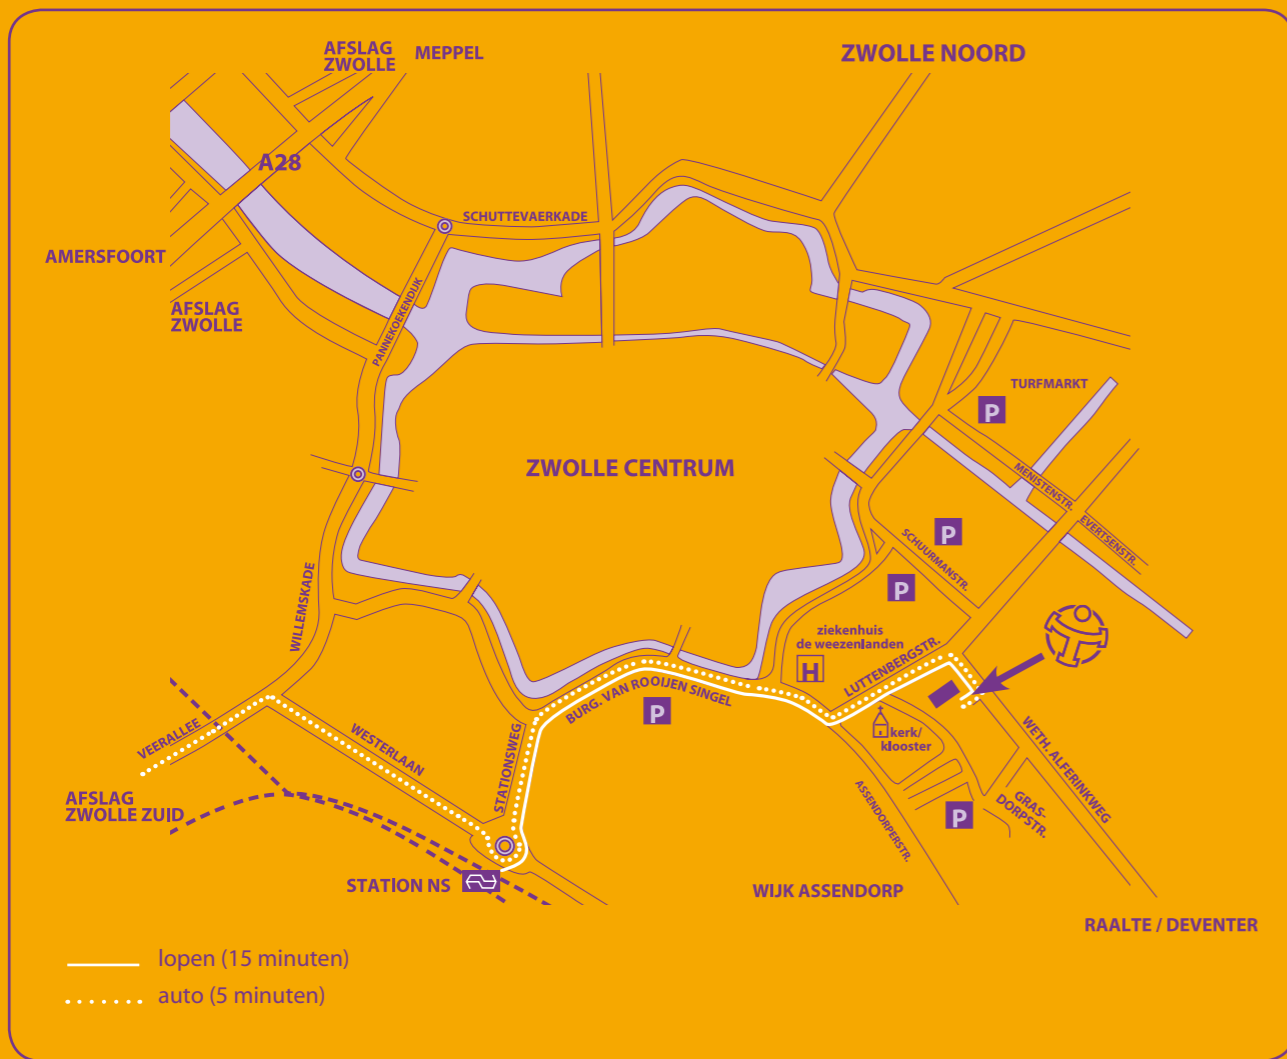 AFSLAG
ZWOLLE
MEPPEL
ZWOLLE NOORD
A28
SCHUTTEVAERKADE
AMERSFOORT
AFSLAG
ZWOLLE
PANNEKOEKENDIJK
TURFMARKT
P
ZWOLLE CENTRUM
MENISTENSTR.
EVERTSENSTR.
P
SCHUURMANSTR.
P
WILLEMSKADE
ziekenhuis
de weezenlanden
H
LUTTENBERGSTR.
BURG. VAN ROOIJEN SINGEL
P
VEERALLEE
WESTERLAAN
STATIONSWEG
kerk/
klooster
WETH. ALFERINKWEG
AFSLAG
ZWOLLE ZUID
ASSENDORPERSTR.
GRAS-
DORPSTR.
P
STATION NS
WIJK ASSENDORP
RAALTE / DEVENTER
lopen (15 minuten)
auto (5 minuten)